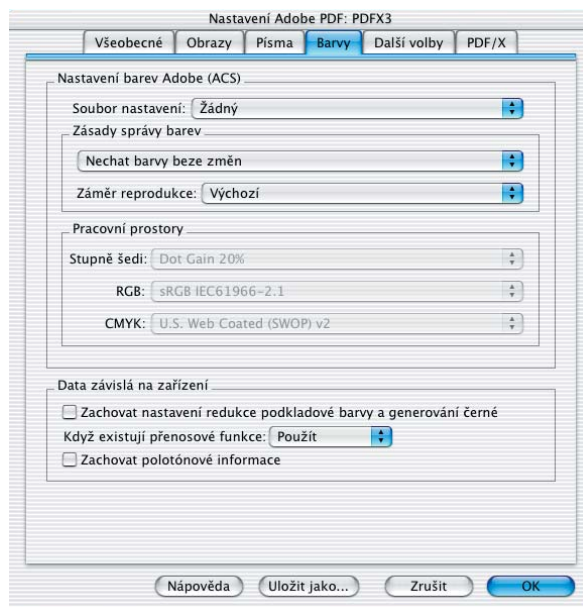 Nastavení Adobe PDF: PDFX3
Všeobecné Obrazy Písma Barvy Další volby PDF/X
Nastavení barev Adobe (ACS)
Soubor nastavení: Žádný
Zásady správy barev
Nechat barvy beze změn
Záměr reprodukce: Výchozí
Pracovní prostory
Stupně šedi: Dot Gain 20%
RGB: sRGB IEC61966-2.1
CMYK: U.S. Web Coated (SWOP) v2
Data závislá na zařízení
Zachovat nastavení redukce podkladové barvy a generování černé
Když existují přenosové funkce: Použít
Zachovat polotónové informace
Nápověda Uložit jako... Zrušit OK